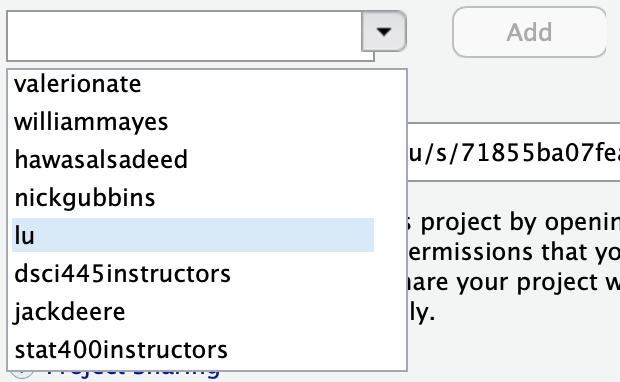 Add
valerionate
williammayes
hawasalsadeed
u/s/71855ba07fea
nickgubbins
project by openin
lu
ermissions that yo
dsci445instructors
are your project w
jackdeere
ly.
stat400instructors
Project Sharing